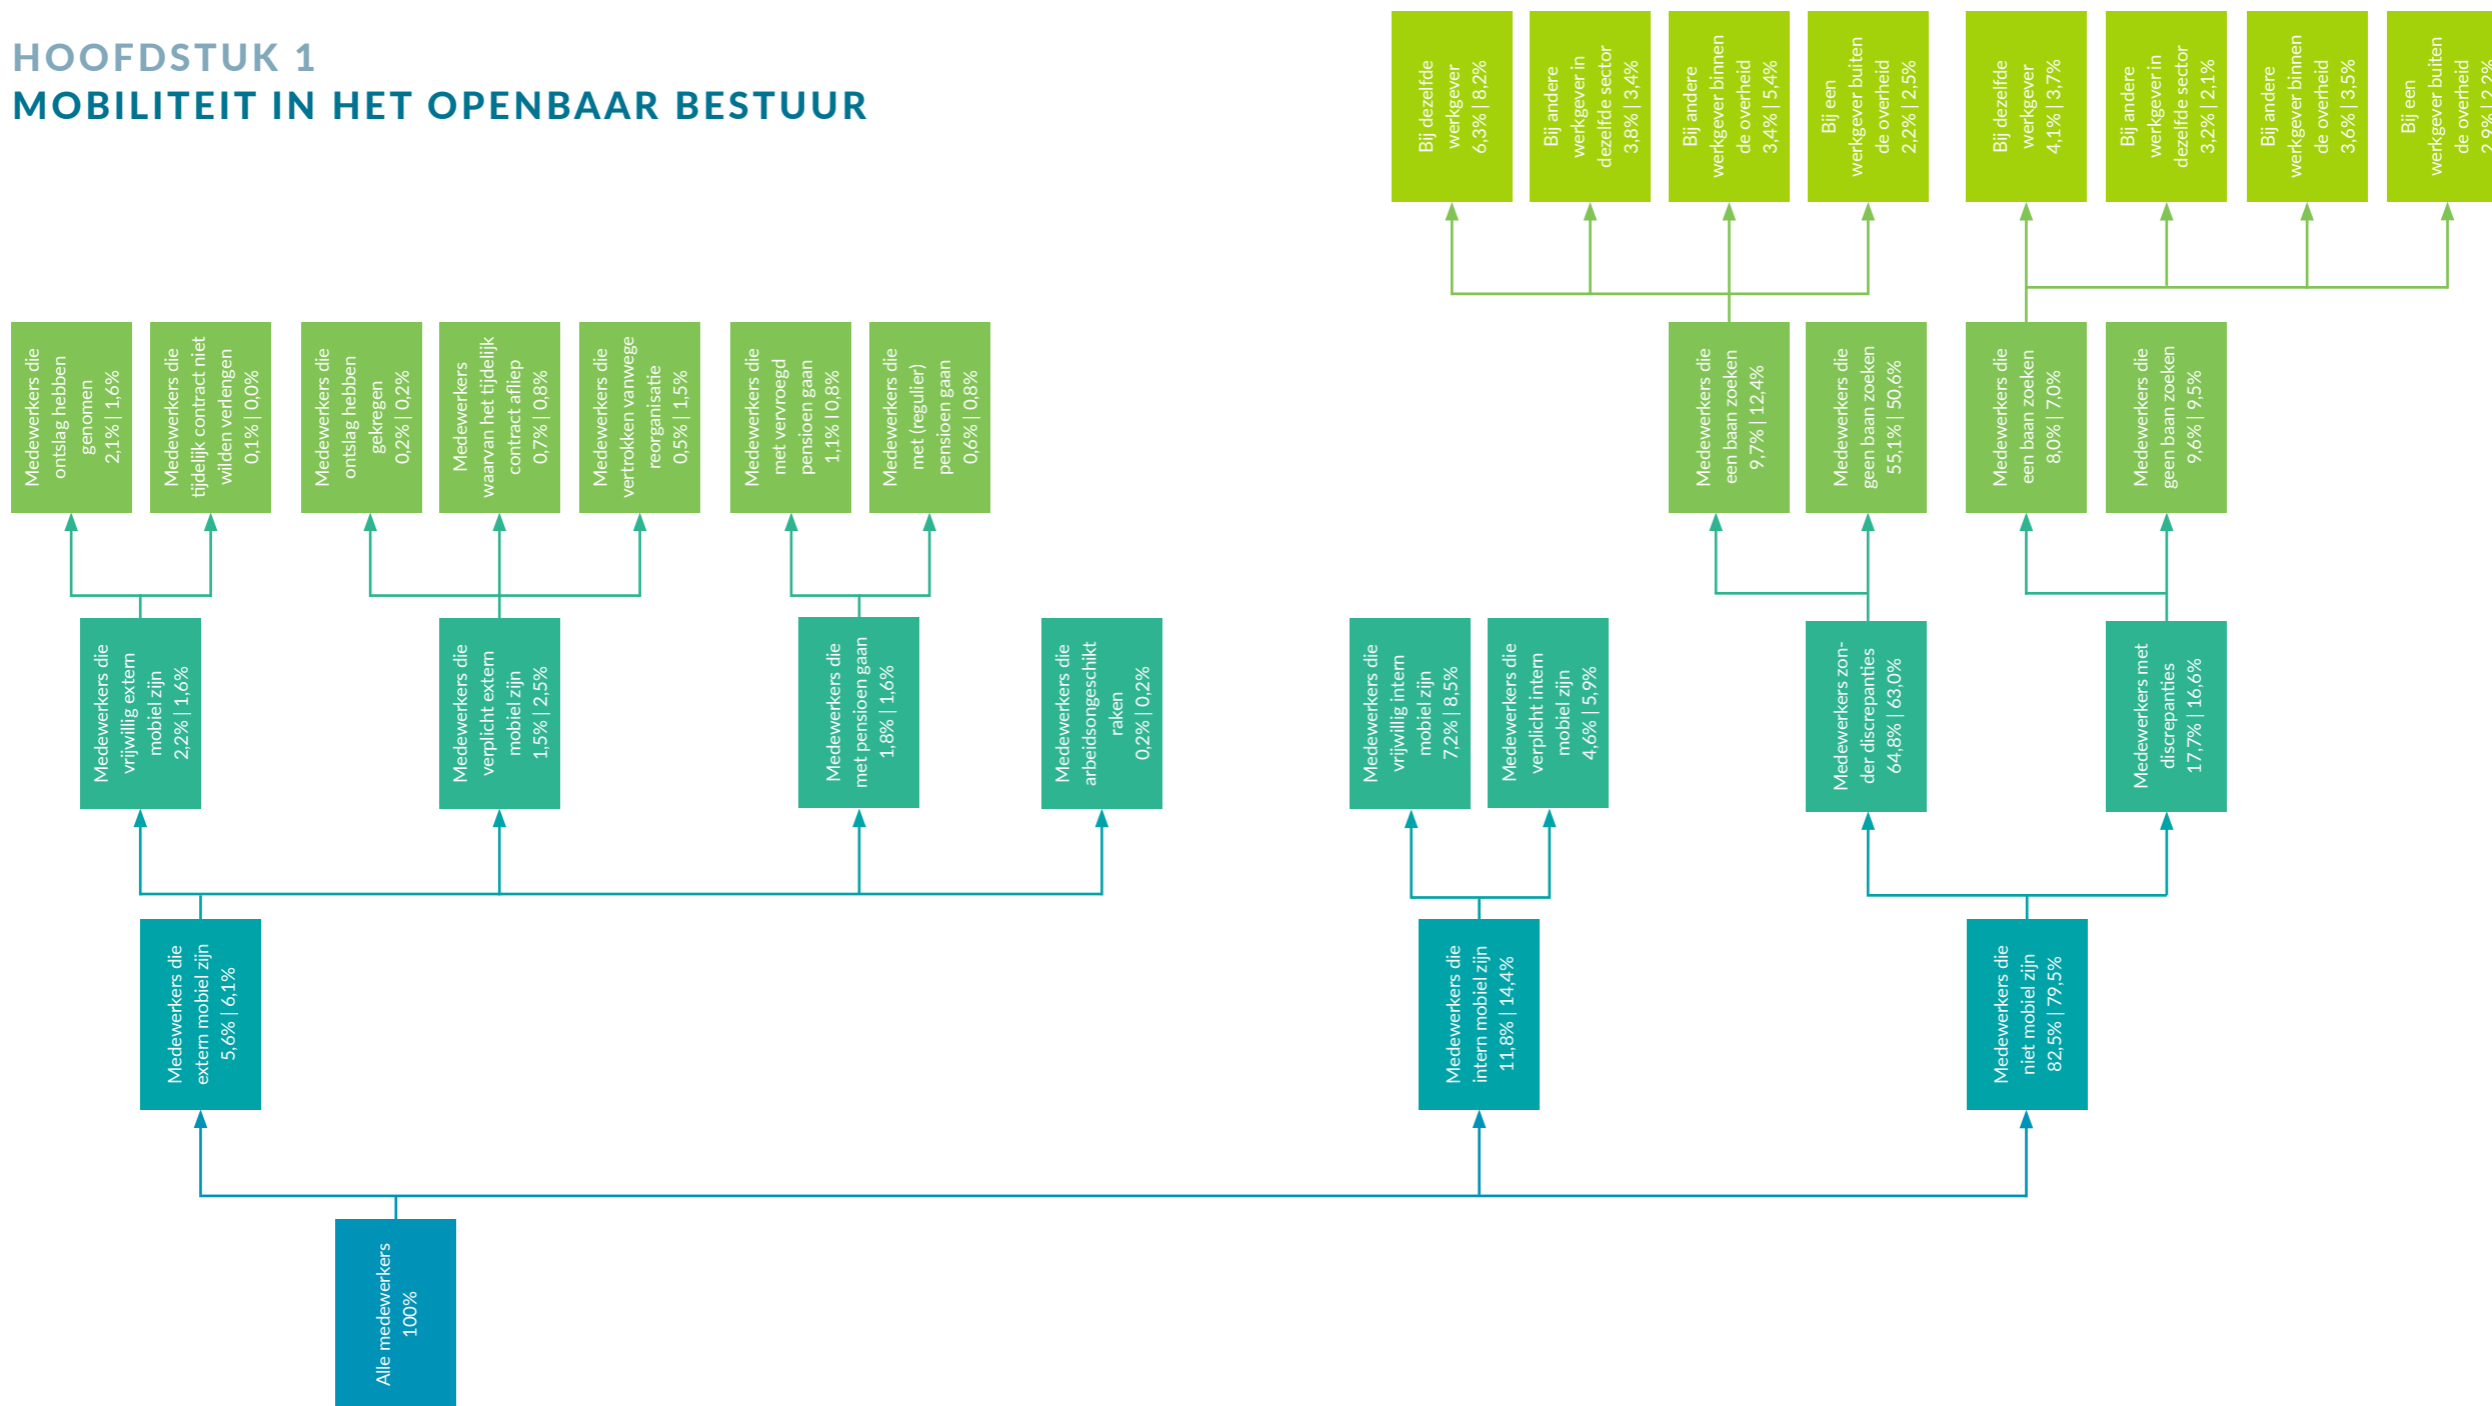 HOOFDSTUK 1
MOBILITEIT IN HET OPENBAAR BESTUUR
Bij dezelfde
werkgever
6,3% | 8,2%
Bij andere
werkgever in
dezelfde sector
3,8% | 3,4%
Bij andere
werkgever binnen
de overheid
3,4% | 5,4%
Bij een
werkgever buiten
de overheid
2,2% | 2,5%
Bij dezelfde
werkgever
4,1% | 3,7%
Bij andere
werkgever in
dezelfde sector
3,2% | 2,1%
Bij andere
werkgever binnen
de overheid
3,6% | 3,5%
Bij een
werkgever buiten
de overheid
2,9% | 2,2%
Medewerkers die
ontslag hebben
genomen
2,1% | 1,6%
Medewerkers die
tijdelijk contract niet
wilden verlengen
0,1% | 0,0%
Medewerkers die
ontslag hebben
gekregen
0,2% | 0,2%
Medewerkers
waarvan het tijdelijk
contract afliep
0,7% | 0,8%
Medewerkers die
vertrokken vanwege
reorganisatie
0,5% | 1,5%
Medewerkers die
met vervroegd
pensioen gaan
1,1% I 0,8%
Medewerkers die
met (regulier)
pensioen gaan
0,6% | 0,8%
Medewerkers die
een baan zoeken
9,7% | 12,4%
Medewerkers die
geen baan zoeken
55,1% | 50,6%
Medewerkers die
een baan zoeken
8,0% | 7,0%
Medewerkers die
geen baan zoeken
9,6% | 9,5%
Medewerkers die
vrijwillig extern
mobiel zijn
2,2% | 1,6%
Medewerkers die
verplicht extern
mobiel zijn
1,5% | 2,5%
Medewerkers die
met pensioen gaan
1,8% | 1,6%
Medewerkers die
arbeidsongeschikt
raken
0,2% | 0,2%
Medewerkers die
vrijwillig intern
mobiel zijn
7,2% | 8,5%
Medewerkers die
verplicht intern
mobiel zijn
4,6% | 5,9%
Medewerkers zon-
der discrepanties
64,8% | 63,0%
Medewerkers met
discrepanties
17,7% | 16,6%
Medewerkers die
extern mobiel zijn
5,6% | 6,1%
Medewerkers die
intern mobiel zijn
11,8% | 14,4%
Medewerkers die
niet mobiel zijn
82,5% | 79,5%
Alle medewerkers
100%